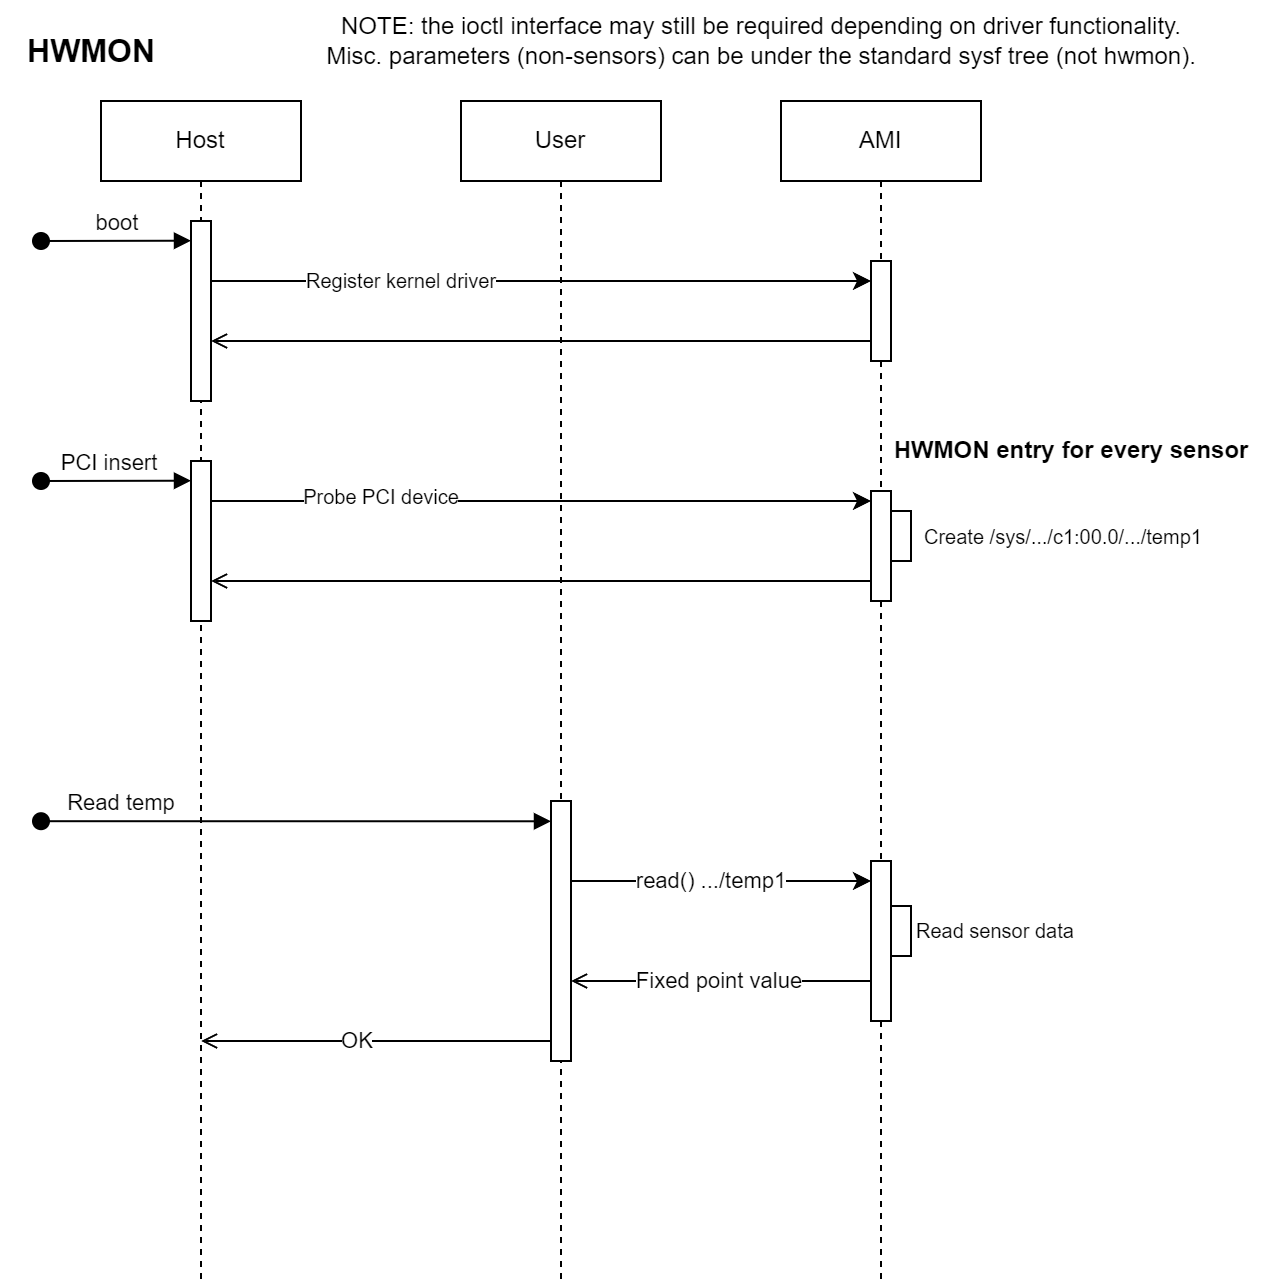 NOTE: the ioctl interface may still be required depending on driver functionality.
HWMON
Misc. parameters (non-sensors) can be under the standard sysf tree (not hwmon).
Host
User
AMI
boot
Register kernel driver
HWMON entry for every sensor
PCI insert
Probe PCI device
Create /sys/.../c1:00.0/.../temp1
Read temp
read() .../temp1
Read sensor data
Fixed point value
OK